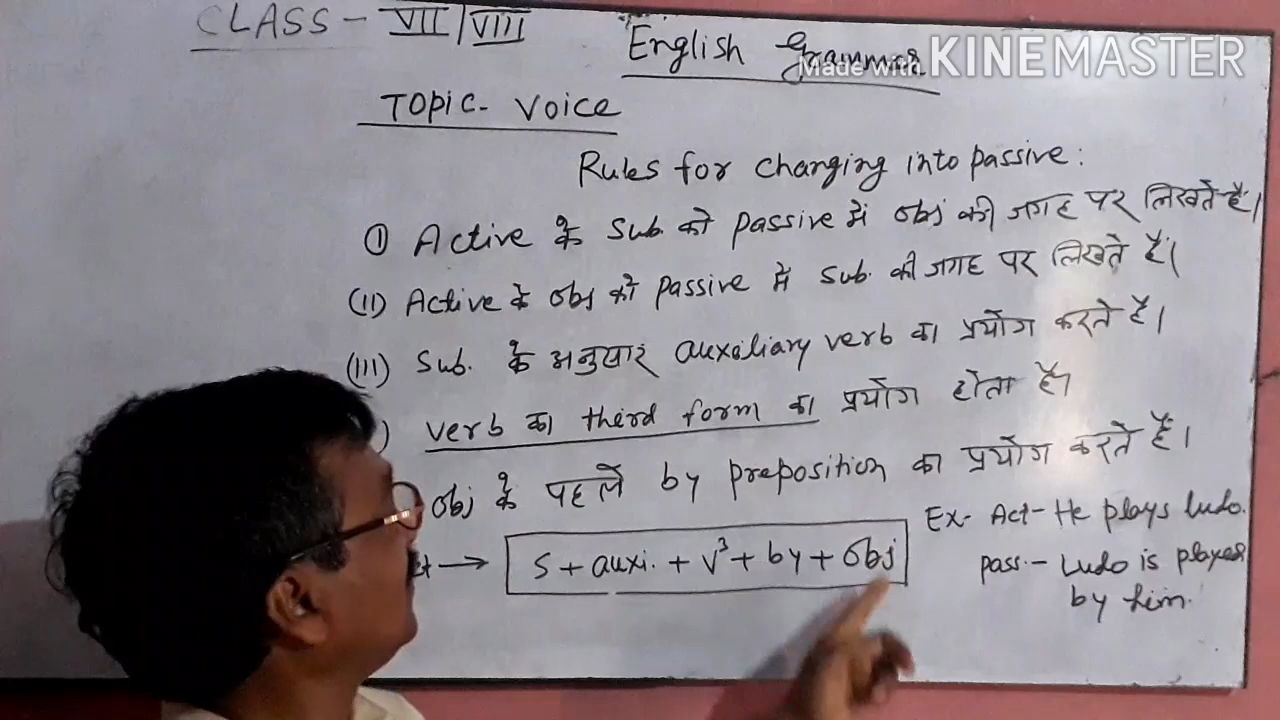 CLASS - VII/VIII
English Grammar
Made with KINEMASTER
Topic- Voice
Rules for changing into passive:
(I) Active के Sub को passive में obj की जगह पर लिखते हैं।
(II) Active के obj को passive में Sub. की जगह पर लिखते हैं।
(III) Sub. के अनुसार auxiliary verb का प्रयोग करते हैं।
) verb का third form का प्रयोग होता है।
obj के पहले by preposition का प्रयोग करते हैं।
→ S + auxi. + V³ + by + Obj
Ex- Act- He plays Ludo.
pass.- Ludo is played
by him.